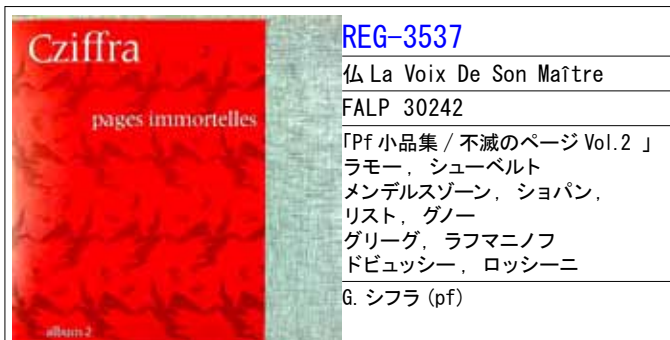 Cziffra
pages immortelles
album 2
REG-3537
仏 La Voix De Son Maître
FALP 30242
「Pf 小品集 / 不滅のページ Vol.2 」
ラモー, シューベルト
メンデルスゾーン, ショパン,
リスト, グノー
グリーグ, ラフマニノフ
ドビュッシー, ロッシーニ
G. シフラ (pf)